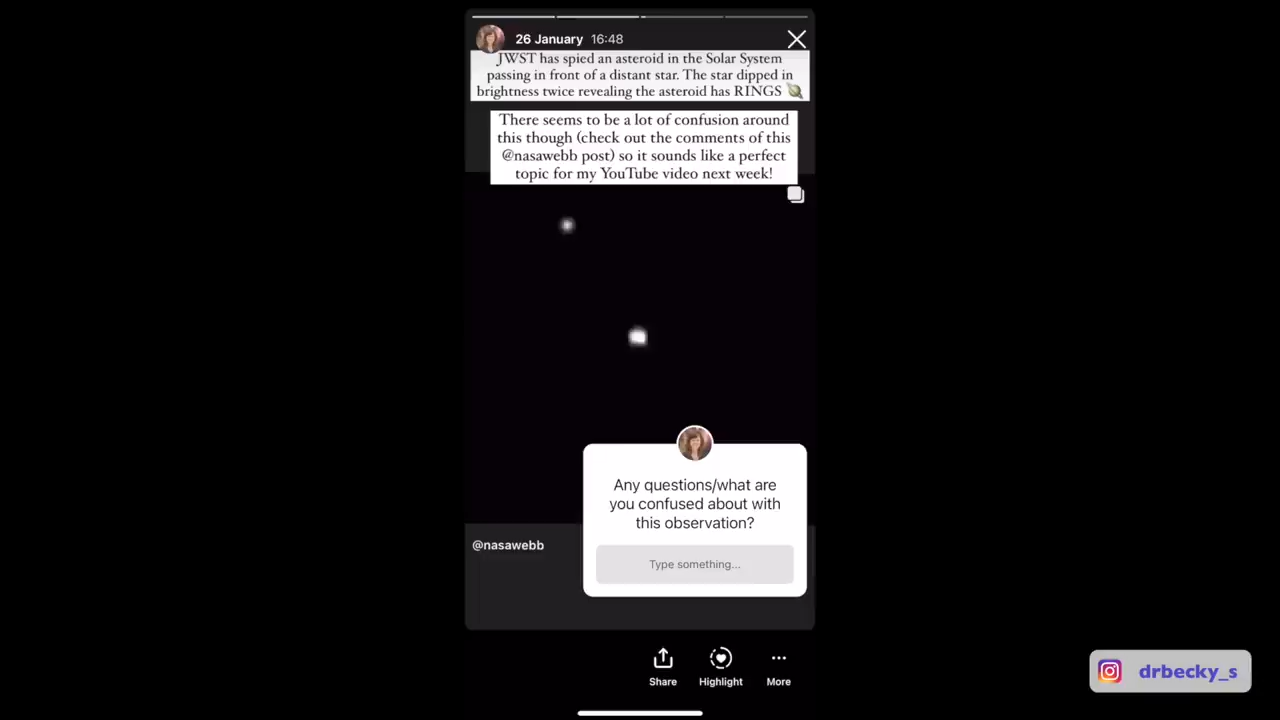 26 January 16:48
JWST has spied an asteroid in the Solar System
passing in front of a distant star. The star dipped in
brightness twice revealing the asteroid has RINGS 🪐
There seems to be a lot of confusion around
this though (check out the comments of this
@nasawebb post) so it sounds like a perfect
topic for my YouTube video next week!
Any questions/what are
you confused about with
this observation?
Type something...
@nasawebb
Share Highlight More
drbecky_s